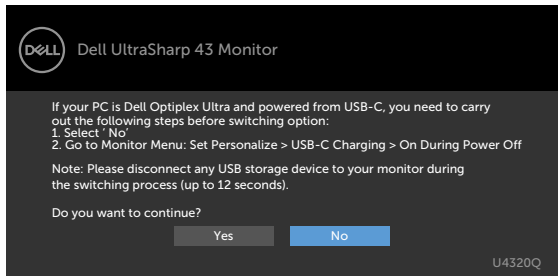 DELL
Dell UltraSharp 43 Monitor
If your PC is Dell Optiplex Ultra and powered from USB-C, you need to carry
out the following steps before switching option:
1. Select ‘ No’
2. Go to Monitor Menu: Set Personalize > USB-C Charging > On During Power Off
Note: Please disconnect any USB storage device to your monitor during
the switching process (up to 12 seconds).
Do you want to continue?
Yes No
U4320Q